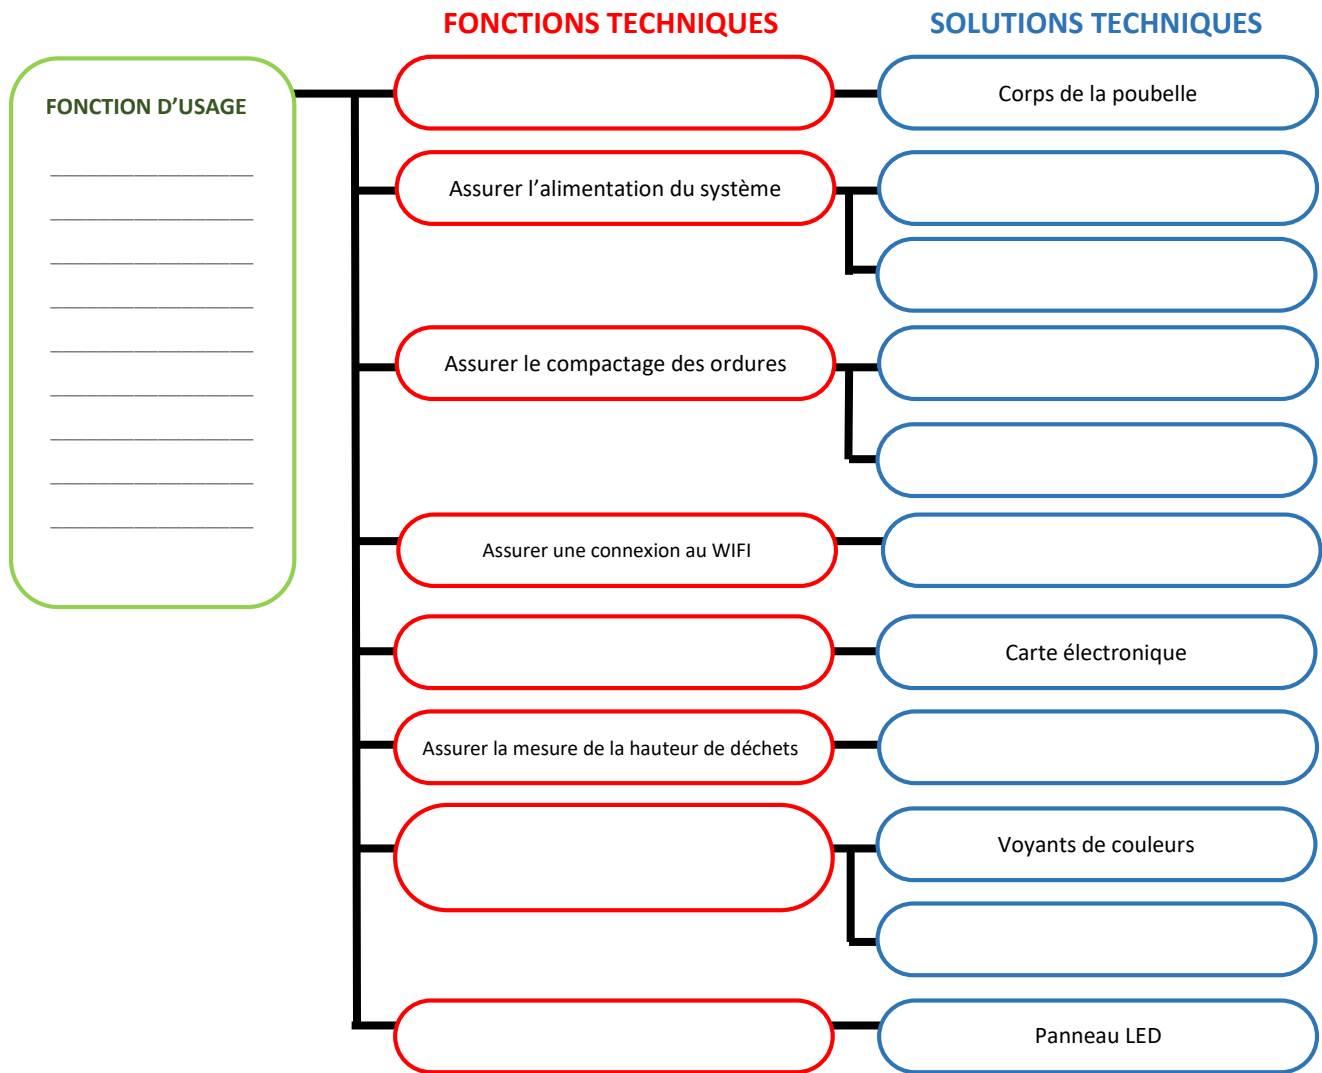 FONCTIONS TECHNIQUES
SOLUTIONS TECHNIQUES
FONCTION D’USAGE
Corps de la poubelle
Assurer l’alimentation du système
Assurer le compactage des ordures
Assurer une connexion au WIFI
Carte électronique
Assurer la mesure de la hauteur de déchets
Voyants de couleurs
Panneau LED